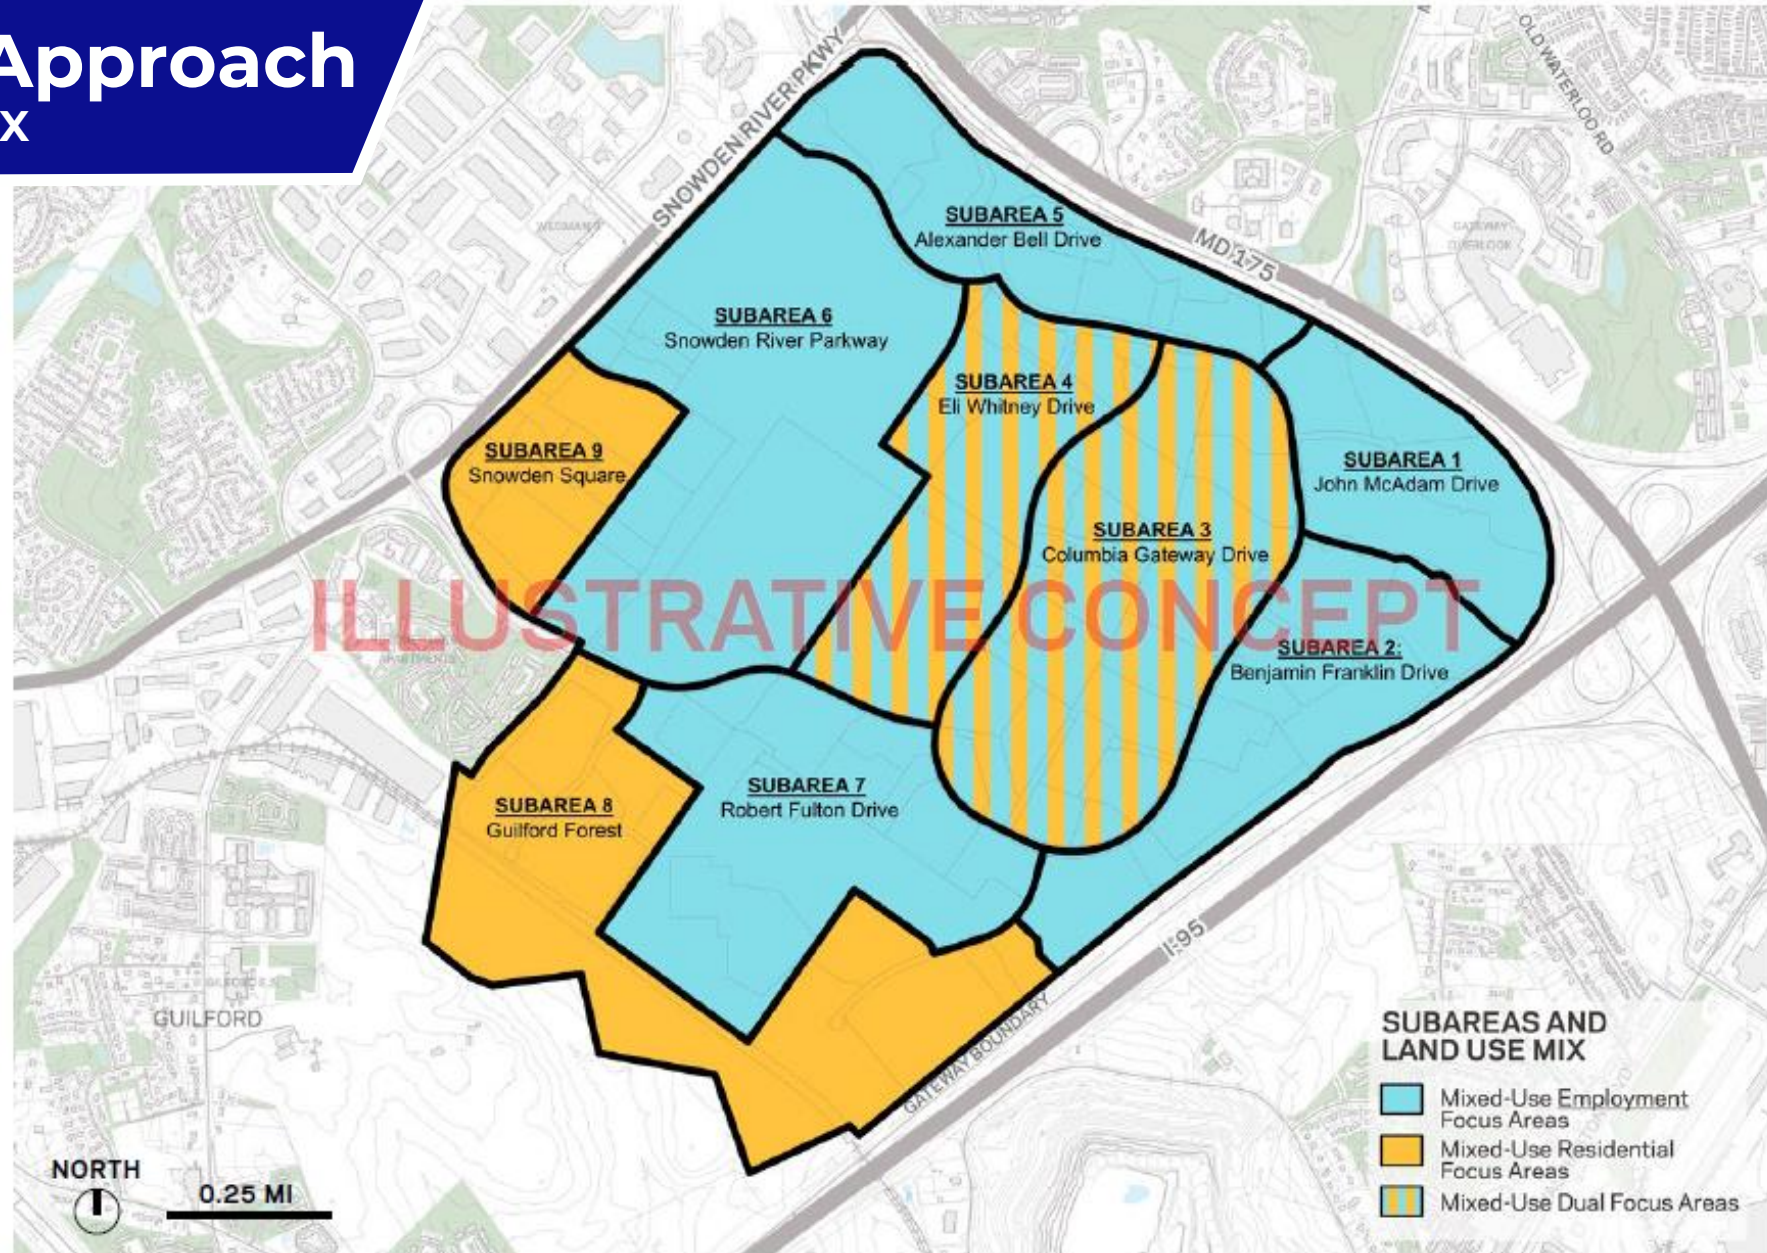 Approach
x
SNOWDEN RIVER PKWY
OLD WATERLOO RD
SUBAREA 5
Alexander Bell Drive
MD 175
WEGMANS
GATEWAY
OVERLOOK
SUBAREA 6
Snowden River Parkway
SUBAREA 4
Eli Whitney Drive
SUBAREA 9
Snowden Square
SUBAREA 1
John McAdam Drive
SUBAREA 3
Columbia Gateway Drive
ILLUSTRATIVE CONCEPT
SUBAREA 2:
Benjamin Franklin Drive
APARTMENTS
SUBAREA 7
Robert Fulton Drive
SUBAREA 8
Guilford Forest
I-95
GUILFORD
GATEWAY BOUNDARY
SUBAREAS AND
LAND USE MIX
Mixed-Use Employment
Focus Areas
Mixed-Use Residential
Focus Areas
Mixed-Use Dual Focus Areas
NORTH
0.25 MI